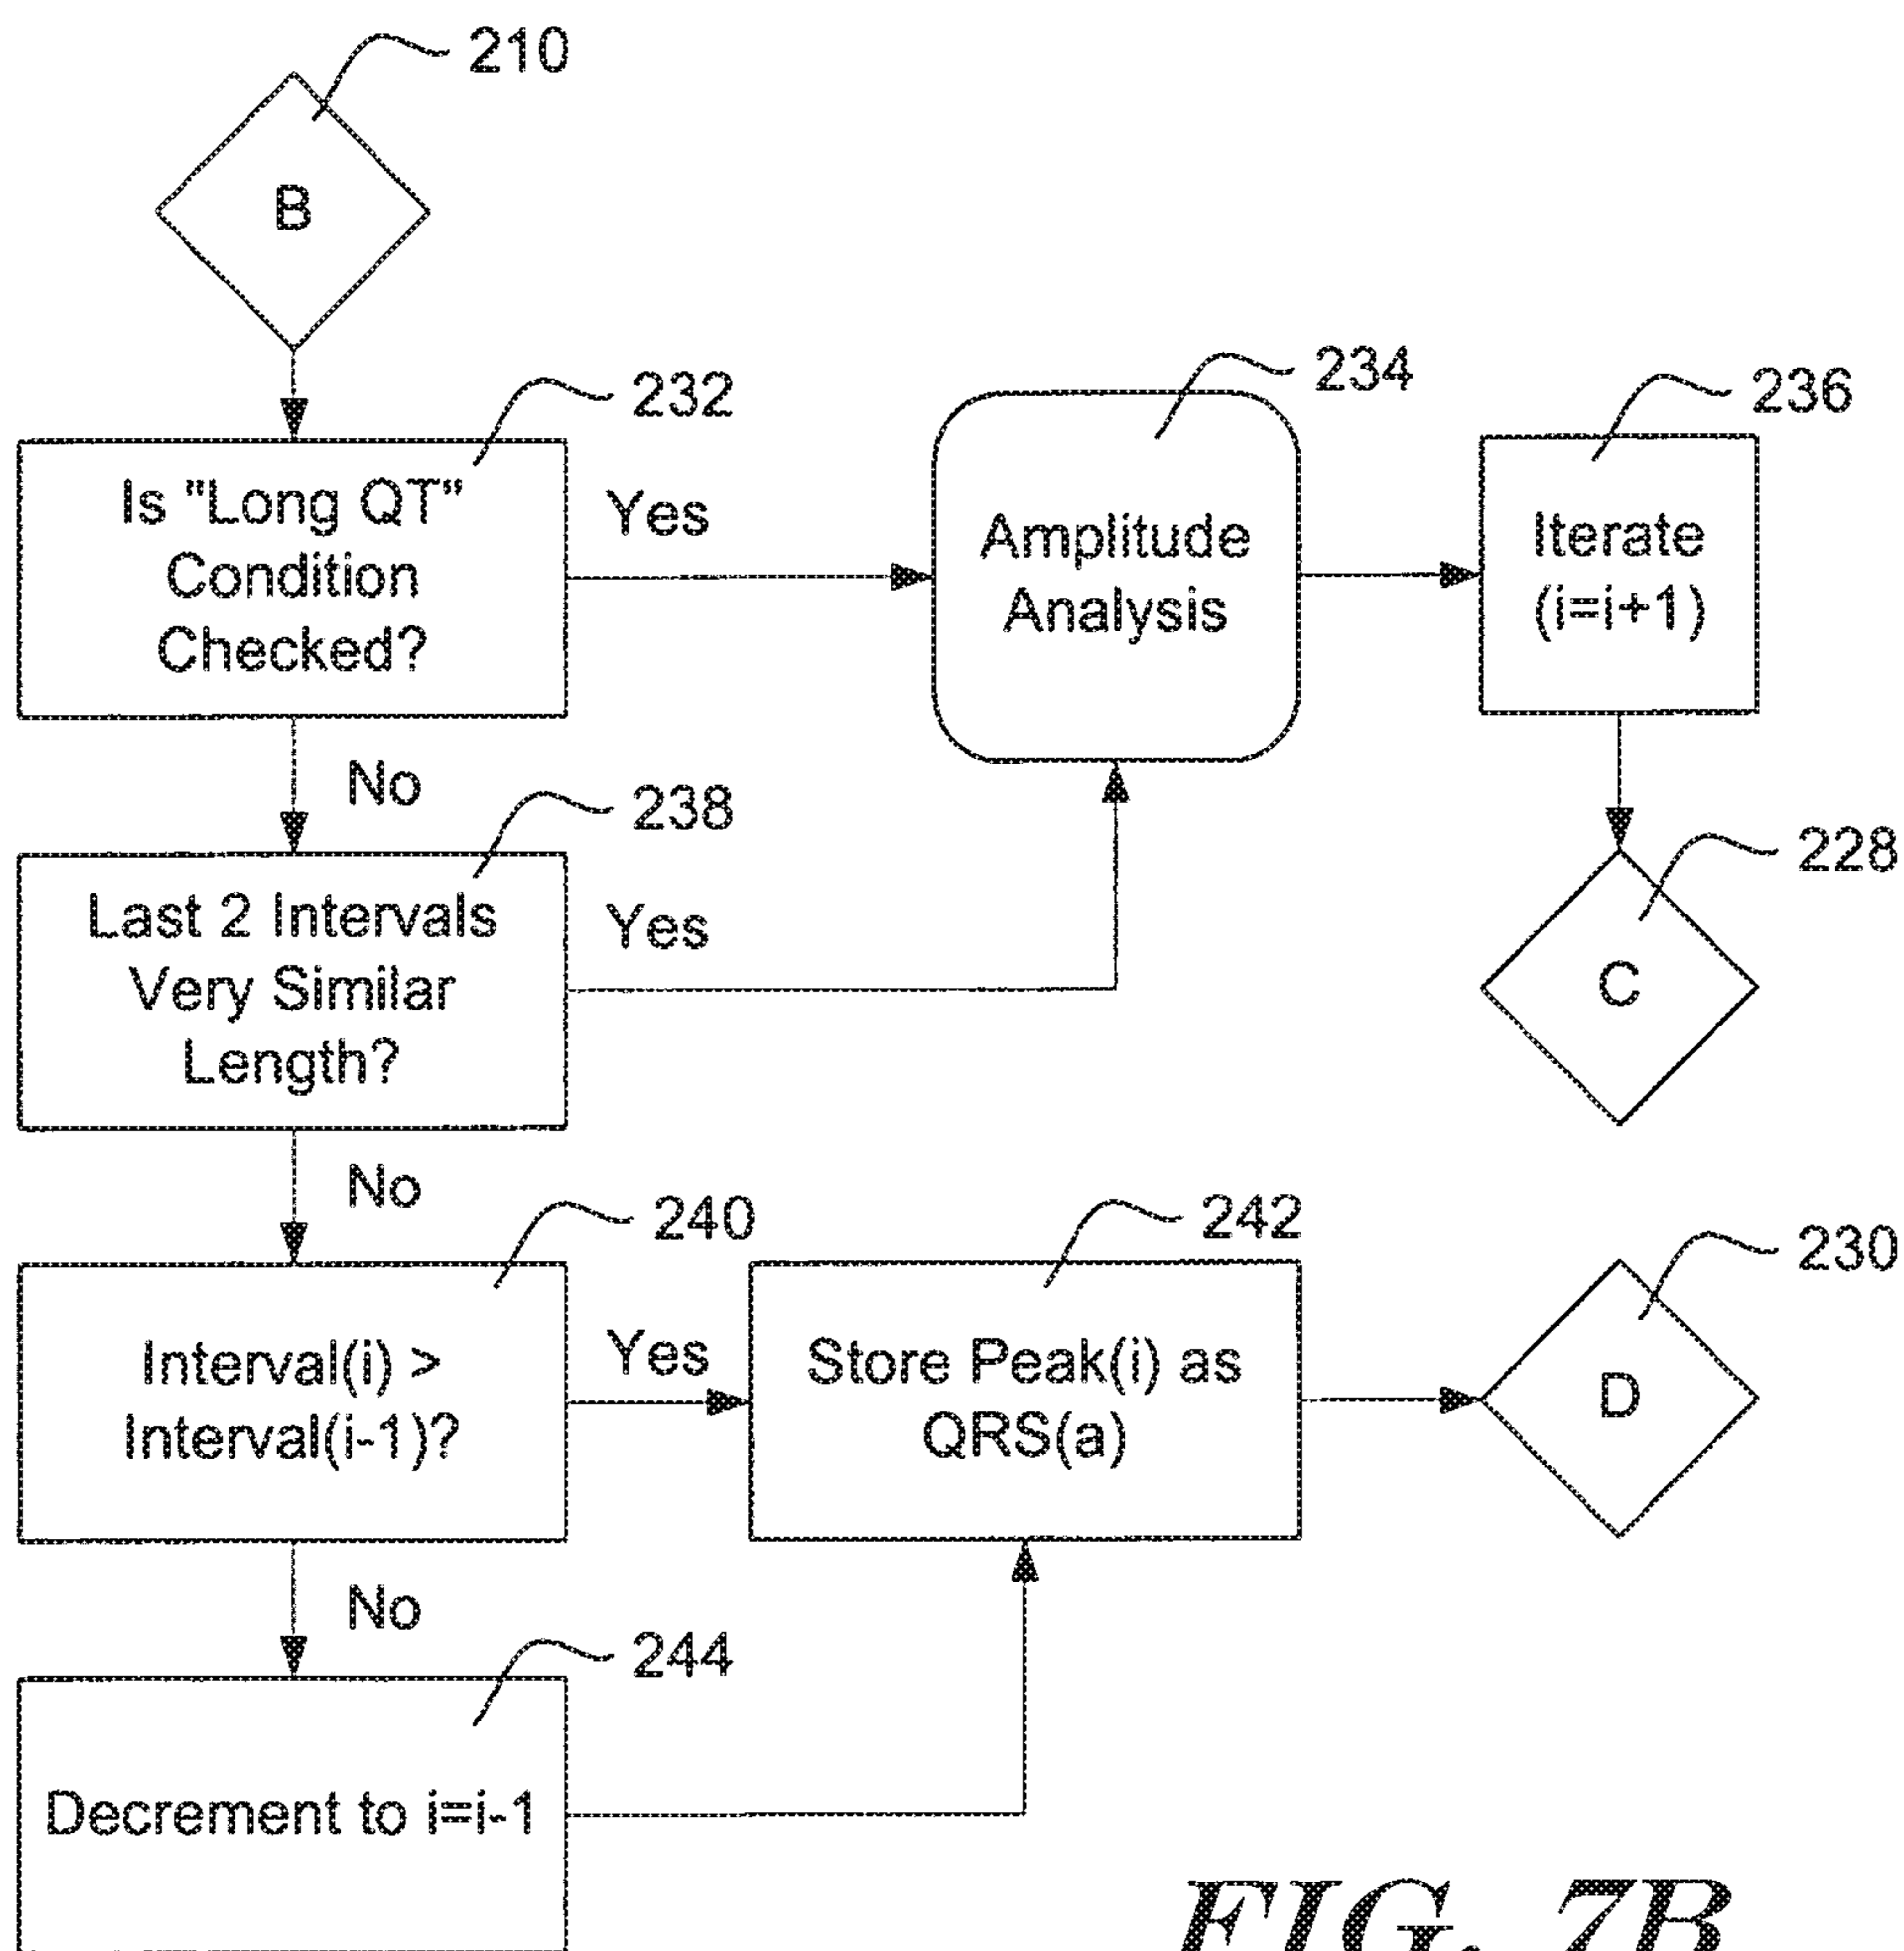 210
B
232
Is "Long QT"
Condition
Checked?
Yes
234
Amplitude
Analysis
236
Iterate
(i=i+1)
No
238
Last 2 Intervals
Very Similar
Length?
Yes
228
C
No
240
Interval(i) >
Interval(i-1)?
Yes
242
Store Peak(i) as
QRS(a)
230
D
No
244
Decrement to i=i-1
FIG. 7B